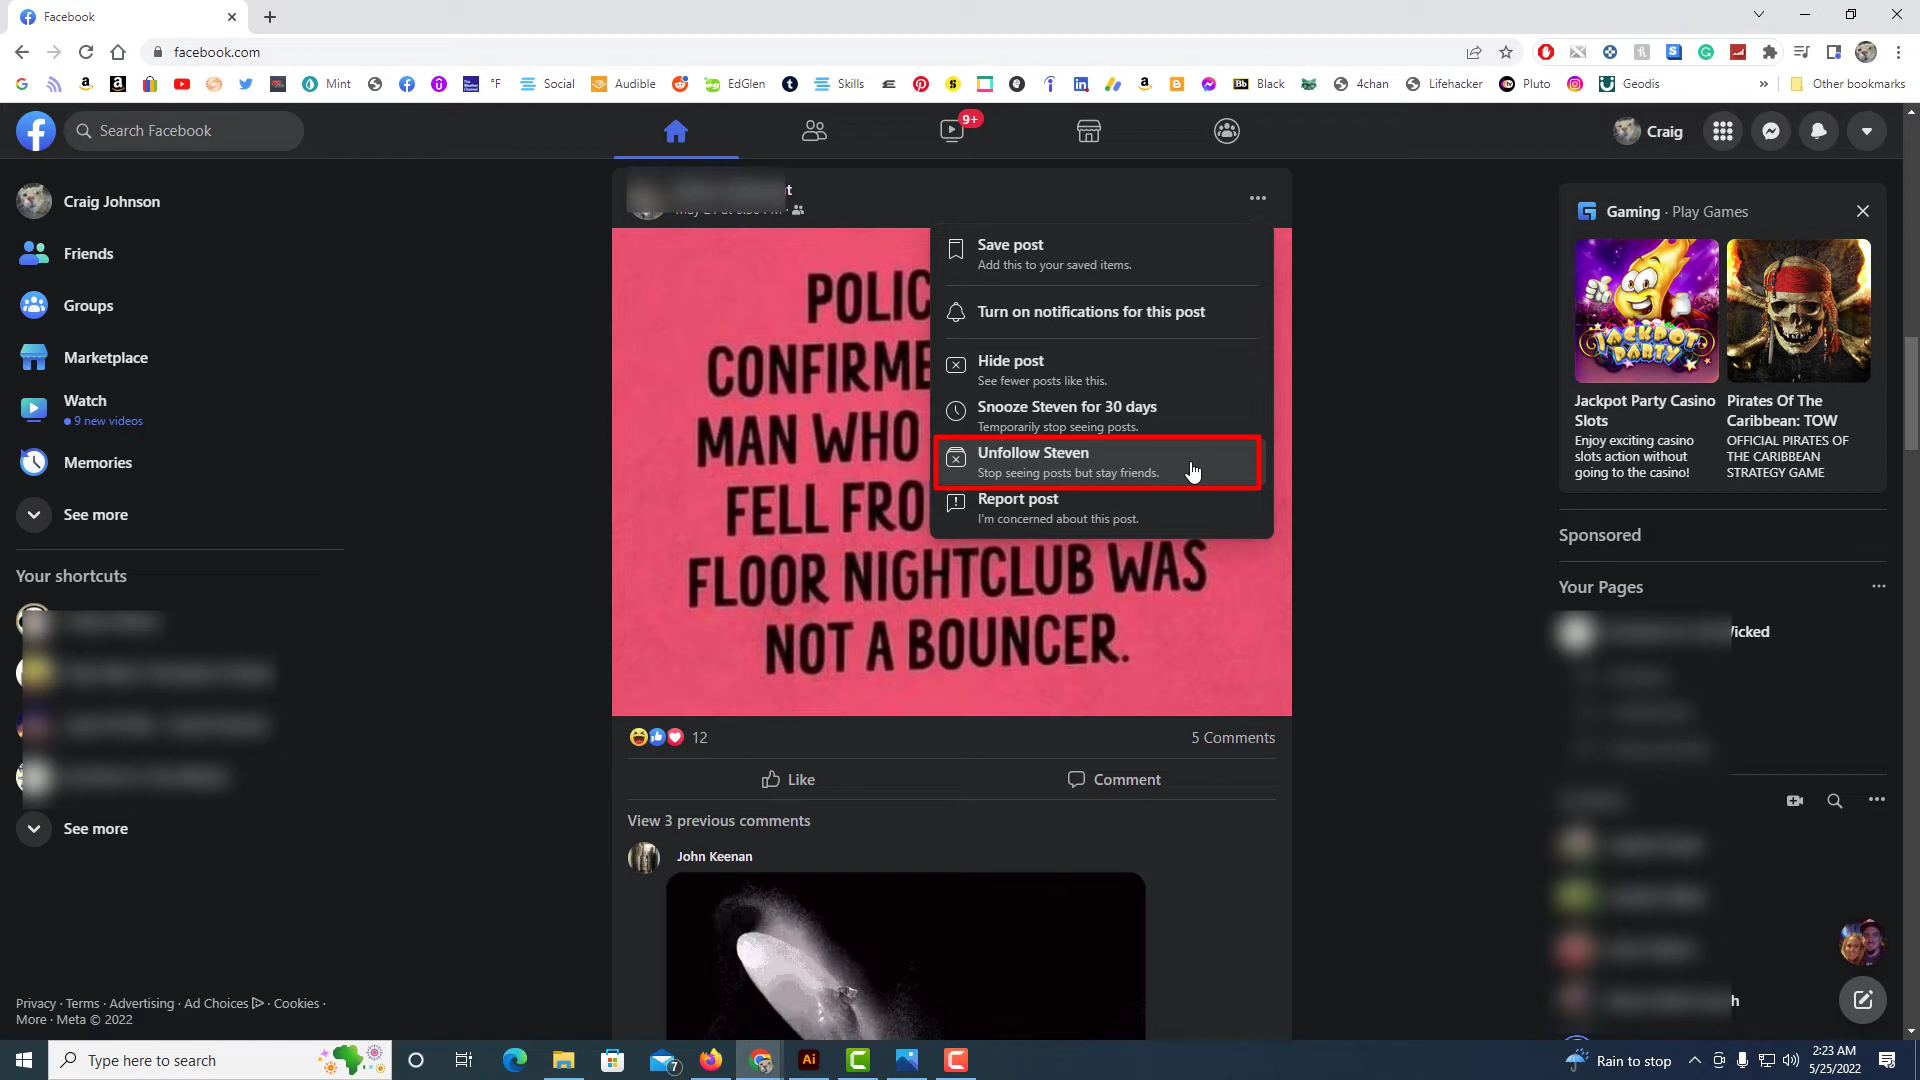 Facebook
facebook.com
Mint
°F
Social
Audible
EdGlen
Skills
Bb Black
4chan
Lifehacker
Pluto
Geodis
»
Other bookmarks
Search Facebook
9+
Craig
Craig Johnson
Friends
Groups
Marketplace
Watch
9 new videos
Memories
See more
Your shortcuts
See more
Privacy · Terms · Advertising · Ad Choices · Cookies ·
More · Meta © 2022
t
Save post
Add this to your saved items.
Turn on notifications for this post
Hide post
See fewer posts like this.
Snooze Steven for 30 days
Temporarily stop seeing posts.
Unfollow Steven
Stop seeing posts but stay friends.
Report post
I'm concerned about this post.
POLIC
CONFIRME
MAN WHO
FELL FRO
FLOOR NIGHTCLUB WAS
NOT A BOUNCER.
12
5 Comments
Like
Comment
View 3 previous comments
John Keenan
Gaming · Play Games
JACKPOT
PARTY
Jackpot Party Casino
Slots
Enjoy exciting casino
slots action without
going to the casino!
Pirates Of The
Caribbean: TOW
OFFICIAL PIRATES OF
THE CARIBBEAN
STRATEGY GAME
Sponsored
Your Pages
icked
h
Type here to search
7
Ai
Rain to stop
2:23 AM
5/25/2022